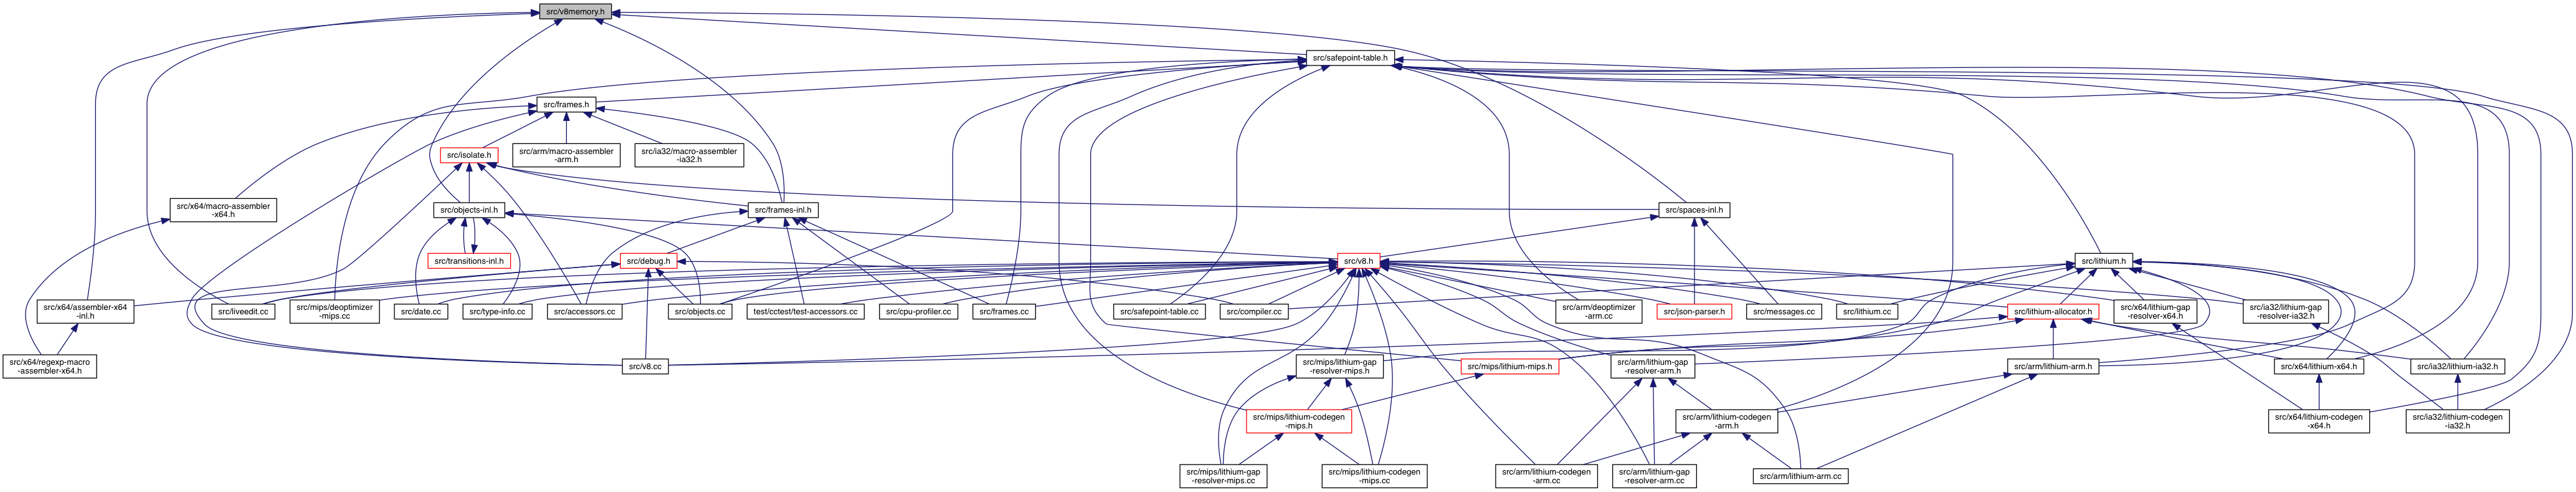 src/v8memory.h
src/safepoint-table.h
src/frames.h
src/isolate.h
src/arm/macro-assembler
-arm.h
src/ia32/macro-assembler
-ia32.h
src/x64/macro-assembler
-x64.h
src/objects-inl.h
src/frames-inl.h
src/spaces-inl.h
src/transitions-inl.h
src/debug.h
src/v8.h
src/lithium.h
src/x64/assembler-x64
-inl.h
src/liveedit.cc
src/mips/deoptimizer
-mips.cc
src/date.cc
src/type-info.cc
src/accessors.cc
src/objects.cc
test/cctest/test-accessors.cc
src/cpu-profiler.cc
src/frames.cc
src/safepoint-table.cc
src/compiler.cc
src/arm/deoptimizer
-arm.cc
src/json-parser.h
src/messages.cc
src/lithium.cc
src/lithium-allocator.h
src/x64/lithium-gap
-resolver-x64.h
src/ia32/lithium-gap
-resolver-ia32.h
src/x64/regexp-macro
-assembler-x64.h
src/v8.cc
src/mips/lithium-gap
-resolver-mips.h
src/mips/lithium-mips.h
src/arm/lithium-gap
-resolver-arm.h
src/arm/lithium-arm.h
src/x64/lithium-x64.h
src/ia32/lithium-ia32.h
src/mips/lithium-codegen
-mips.h
src/arm/lithium-codegen
-arm.h
src/x64/lithium-codegen
-x64.h
src/ia32/lithium-codegen
-ia32.h
src/mips/lithium-gap
-resolver-mips.cc
src/mips/lithium-codegen
-mips.cc
src/arm/lithium-codegen
-arm.cc
src/arm/lithium-gap
-resolver-arm.cc
src/arm/lithium-arm.cc